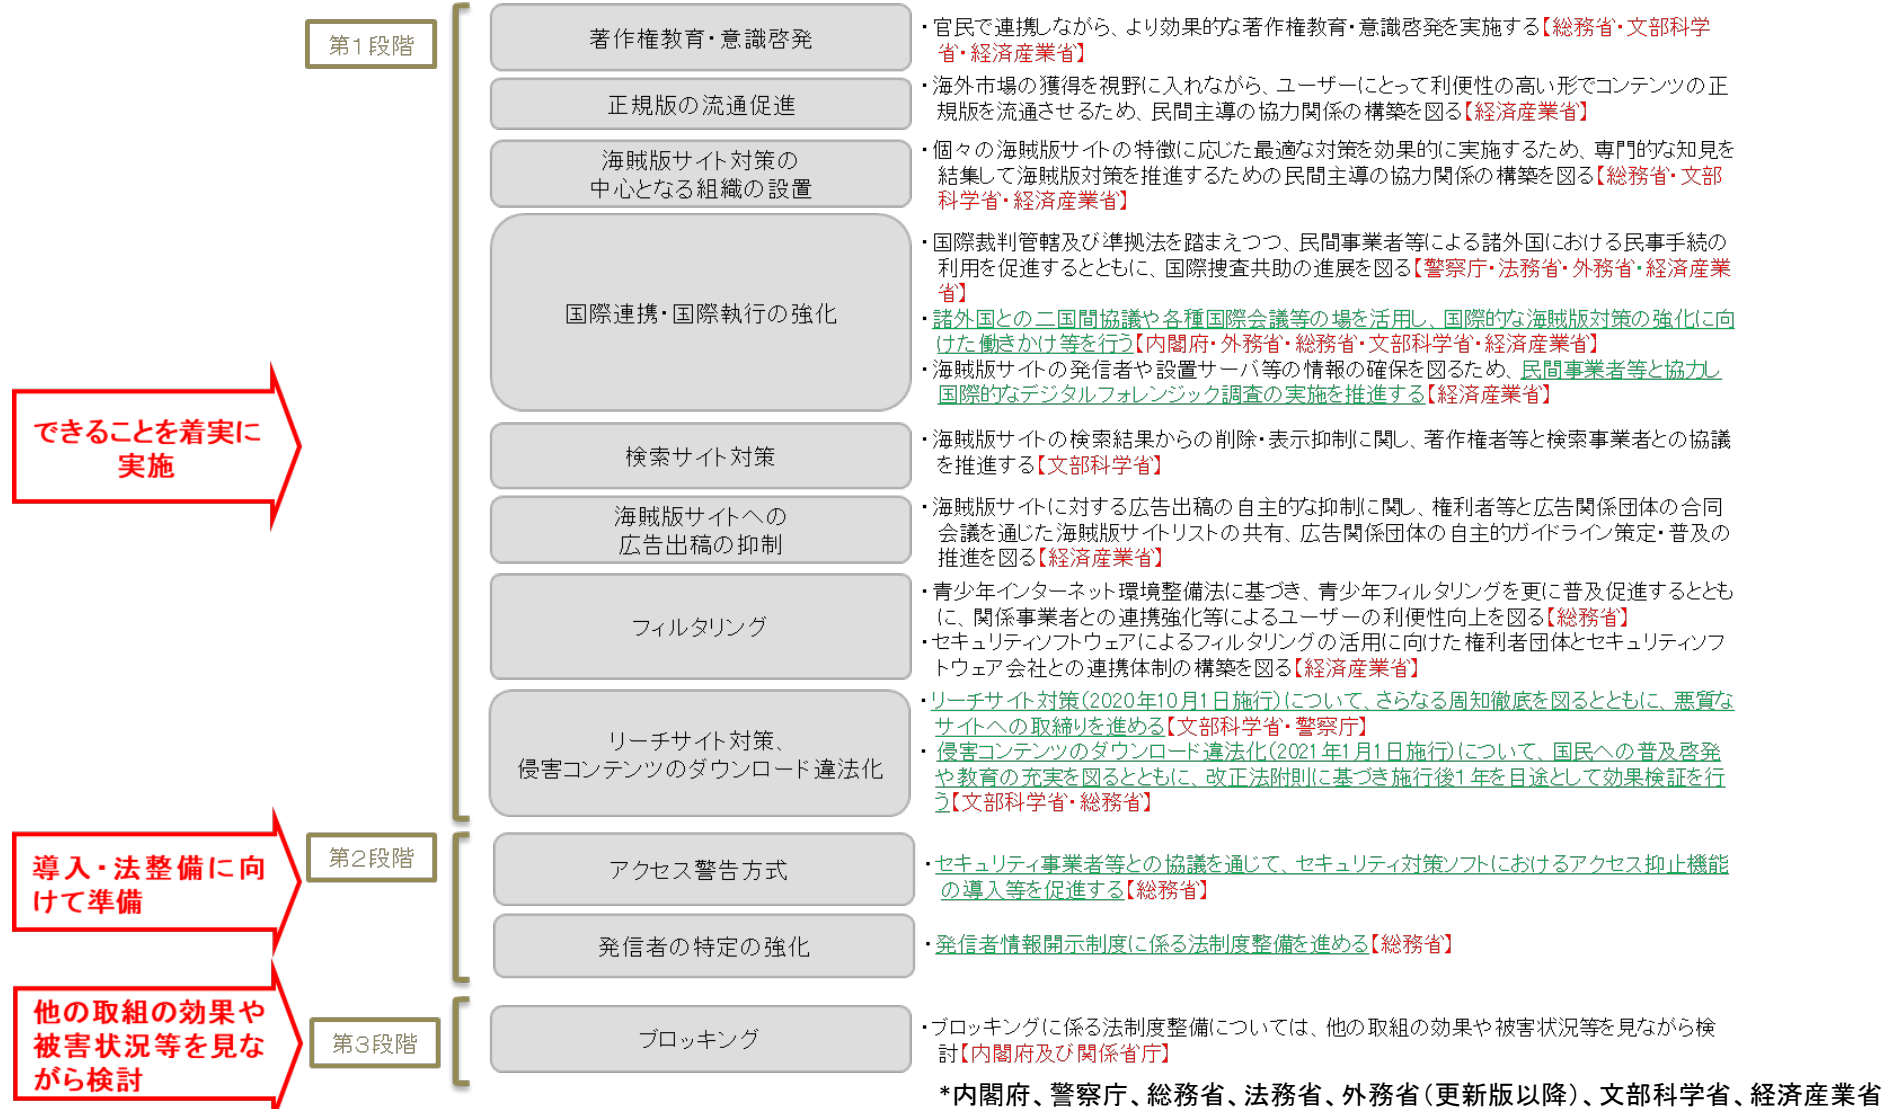 第1段階
著作権教育・意識啓発
・官民で連携しながら、より効果的な著作権教育・意識啓発を実施する【総務省・文部科学
省・経済産業省】
正規版の流通促進
・海外市場の獲得を視野に入れながら、ユーザーにとって利便性の高い形でコンテンツの正
規版を流通させるため、民間主導の協力関係の構築を図る【経済産業省】
海賊版サイト対策の
中心となる組織の設置
・個々の海賊版サイトの特徴に応じた最適な対策を効果的に実施するため、専門的な知見を
結集して海賊版対策を推進するための民間主導の協力関係の構築を図る【総務省・文部
科学省・経済産業省】
国際連携・国際執行の強化
・国際裁判管轄及び準拠法を踏まえつつ、民間事業者等による諸外国における民事手続の
利用を促進するとともに、国際捜査共助の進展を図る【警察庁・法務省・外務省・経済産業
省】
・諸外国との二国間協議や各種国際会議等の場を活用し、国際的な海賊版対策の強化に向
けた働きかけ等を行う【内閣府・外務省・総務省・文部科学省・経済産業省】
・海賊版サイトの発信者や設置サーバ等の情報の確保を図るため、民間事業者等と協力し
国際的なデジタルフォレンジック調査の実施を推進する【経済産業省】
できることを着実に
実施
検索サイト対策
・海賊版サイトの検索結果からの削除・表示抑制に関し、著作権者等と検索事業者との協議
を推進する【文部科学省】
海賊版サイトへの
広告出稿の抑制
・海賊版サイトに対する広告出稿の自主的な抑制に関し、権利者等と広告関係団体の合同
会議を通じた海賊版サイトリストの共有、広告関係団体の自主的ガイドライン策定・普及の
推進を図る【経済産業省】
フィルタリング
・青少年インターネット環境整備法に基づき、青少年フィルタリングを更に普及促進するととも
に、関係事業者との連携強化等によるユーザーの利便性向上を図る【総務省】
・セキュリティソフトウェアによるフィルタリングの活用に向けた権利者団体とセキュリティソフ
トウェア会社との連携体制の構築を図る【経済産業省】
リーチサイト対策、
侵害コンテンツのダウンロード違法化
・リーチサイト対策(2020年10月1日施行)について、さらなる周知徹底を図るとともに、悪質な
サイトへの取締りを進める【文部科学省・警察庁】
・侵害コンテンツのダウンロード違法化(2021年1月1日施行)について、国民への普及啓発
や教育の充実を図るとともに、改正法附則に基づき施行後1年を目途として効果検証を行
う【文部科学省・総務省】
導入・法整備に向
けて準備
第2段階
アクセス警告方式
・セキュリティ事業者等との協議を通じて、セキュリティ対策ソフトにおけるアクセス抑止機能
の導入等を促進する【総務省】
発信者の特定の強化
・発信者情報開示制度に係る法制度整備を進める【総務省】
他の取組の効果や
被害状況等を見な
がら検討
第3段階
ブロッキング
・ブロッキングに係る法制度整備については、他の取組の効果や被害状況等を見ながら検
討【内閣府及び関係省庁】
*内閣府、警察庁、総務省、法務省、外務省(更新版以降)、文部科学省、経済産業省